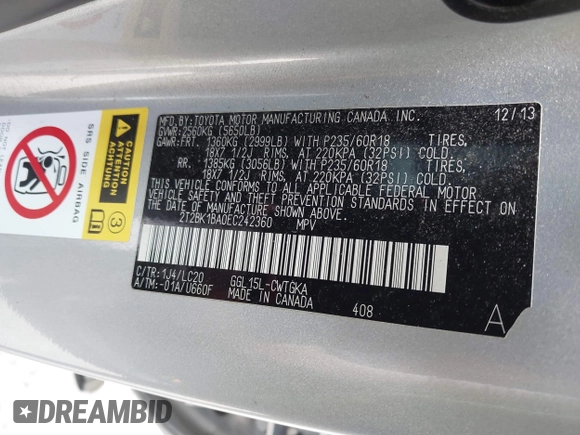 MFD.BY:TOYOTA MOTOR MANUFACTURING CANADA INC. 12/13
GVWR:2560KG (5650LB)
GAWR:FRT. 1360KG (2999LB) WITH P235/60R18 TIRES,
18X7 1/2J RIMS, AT 220KPA (32PSI) COLD.
RR. 1385KG (3056LB) WITH P235/60R18 TIRES,
18X7 1/2J RIMS, AT 220KPA (32PSI) COLD
THIS VEHICLE CONFORMS TO ALL APPLICABLE FEDERAL MOTOR
VEHICLE SAFETY AND THEFT PREVENTION STANDARDS IN EFFECT
ON THE DATE OF MANUFACTURE SHOWN ABOVE.
2T2BK1BA0EC242360 MPV
C/TR:1J4/LC20 GGL15L-CWTGKA
A/TM:-01A/U660F MADE IN CANADA 408 A
SRS SIDE AIRBAG
CAUTION
ACHTUNG
ATTENTION
3
DREAMBID